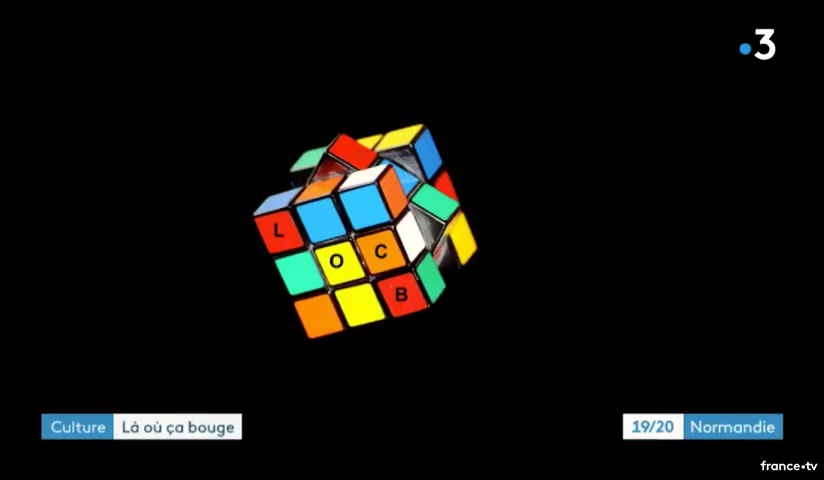 3
L
O C
B
Culture Là où ça bouge
19/20 Normandie
france•tv